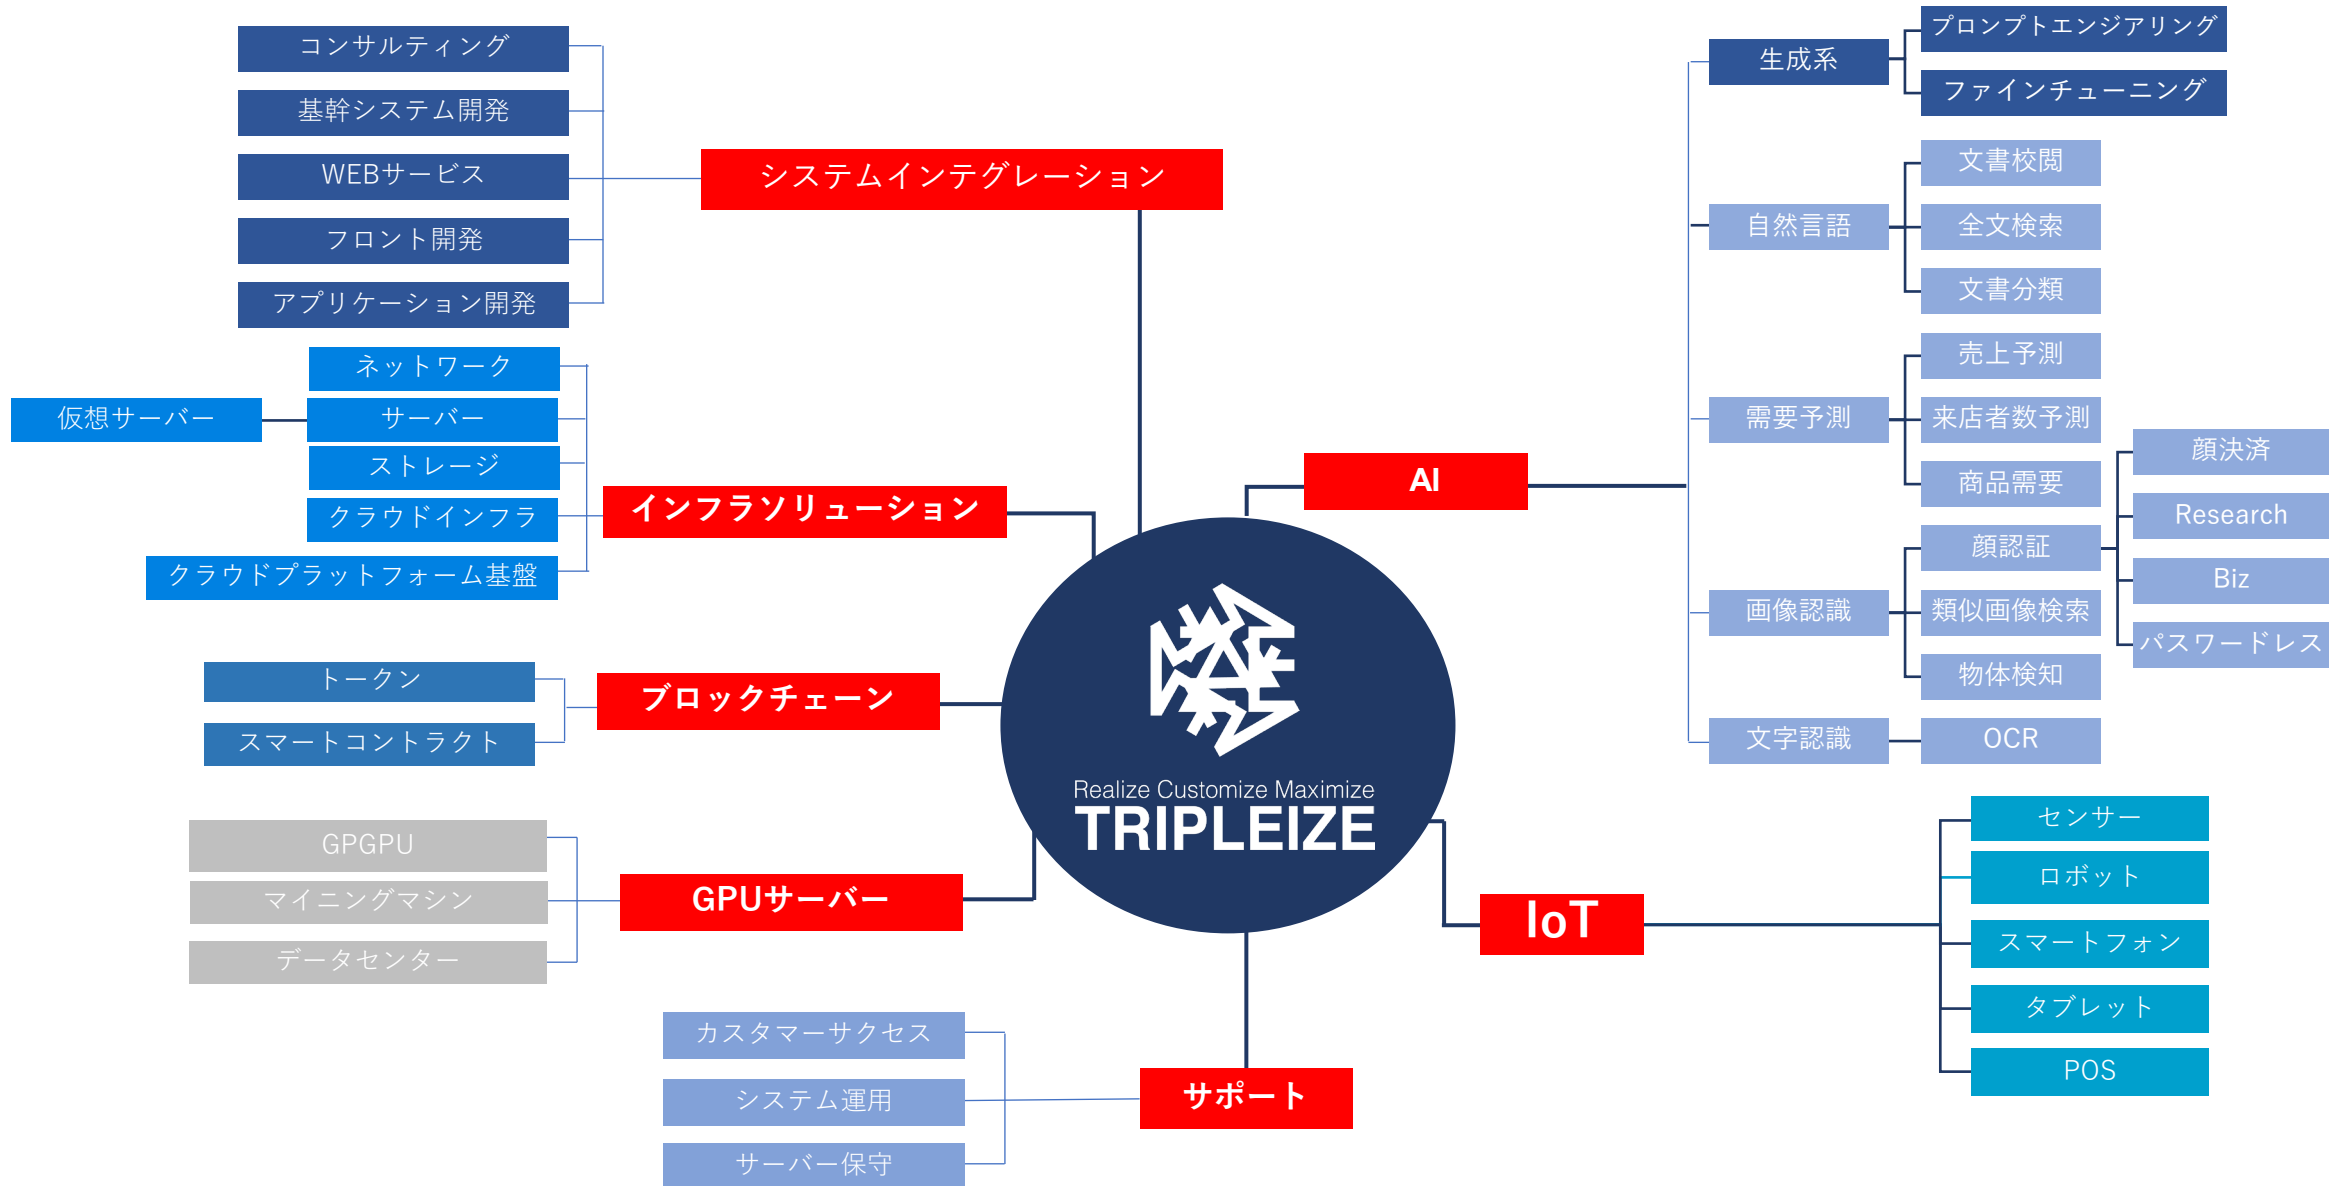 コンサルティング
基幹システム開発
WEBサービス
フロント開発
アプリケーション開発
システムインテグレーション
ネットワーク
仮想サーバー
サーバー
ストレージ
クラウドインフラ
クラウドプラットフォーム基盤
インフラソリューション
トークン
スマートコントラクト
ブロックチェーン
GPGPU
マイニングマシン
データセンター
GPUサーバー
カスタマーサクセス
システム運用
サーバー保守
サポート
Realize Customize Maximize
TRIPLEIZE
AI
生成系
プロンプトエンジアリング
ファインチューニング
自然言語
文書校閲
全文検索
文書分類
需要予測
売上予測
来店者数予測
商品需要
画像認識
顔認証
類似画像検索
物体検知
顔決済
Research
Biz
パスワードレス
文字認識
OCR
IoT
センサー
ロボット
スマートフォン
タブレット
POS